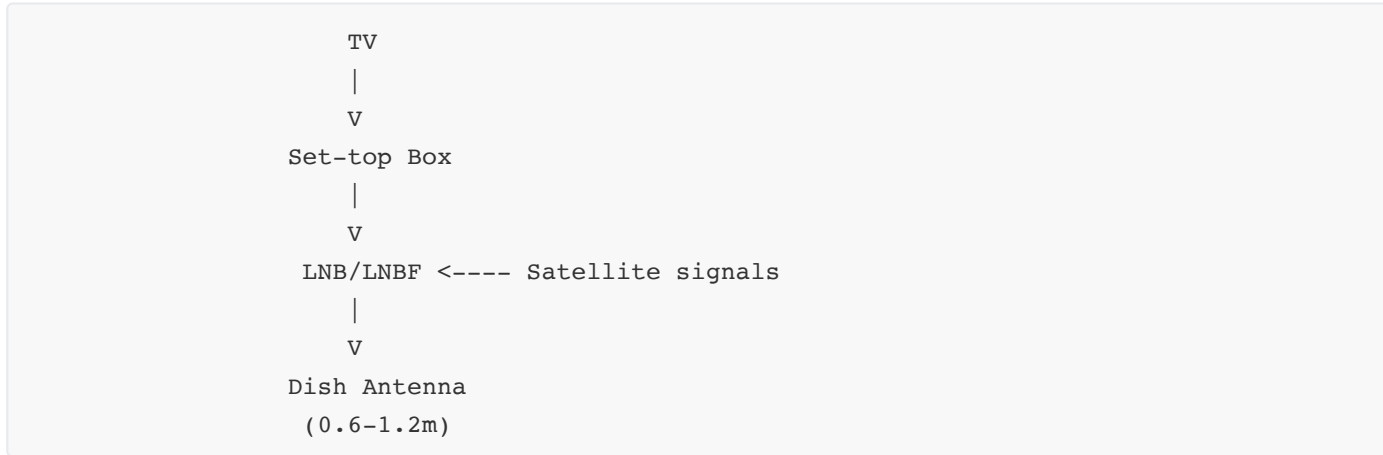 TV
|
V
Set-top Box
|
V
LNB/LNBF <---- Satellite signals
|
V
Dish Antenna
(0.6-1.2m)